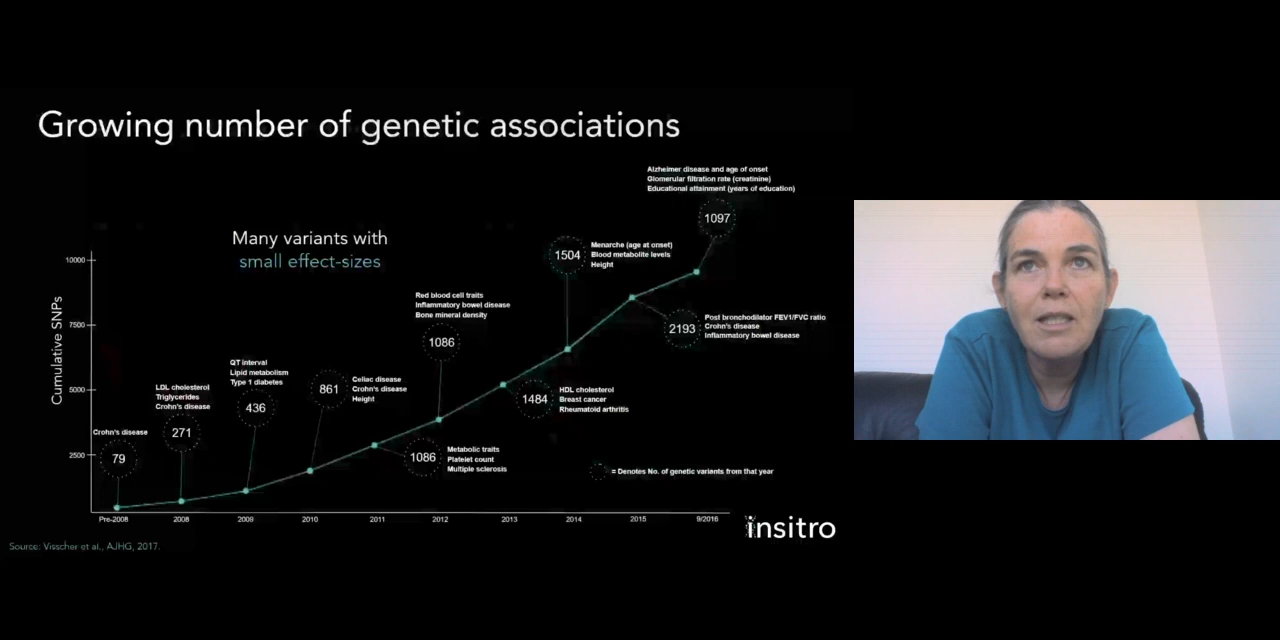 Growing number of genetic associations
Many variants with
small effect-sizes
Cumulative SNPs
10000
7500
5000
2500
Crohn's disease
79
LDL cholesterol
Triglycerides
Crohn's disease
271
QT interval
Lipid metabolism
Type 1 diabetes
436
861
Celiac disease
Crohn's disease
Height
1086
Metabolic traits
Platelet count
Multiple sclerosis
Red blood cell traits
Inflammatory bowel disease
Bone mineral density
1086
1484
HDL cholesterol
Breast cancer
Rheumatoid arthritis
1504
Menarche (age at onset)
Blood metabolite levels
Height
2193
Post bronchodilator FEV1/FVC ratio
Crohn's disease
Inflammatory bowel disease
Alzheimer disease and age of onset
Glomerular filtration rate (creatinine)
Educational attainment (years of education)
1097
= Denotes No. of genetic variants from that year
Pre-2008
2008
2009
2010
2011
2012
2013
2014
2015
9/2016
insitro
Source: Visscher et al., AJHG, 2017.